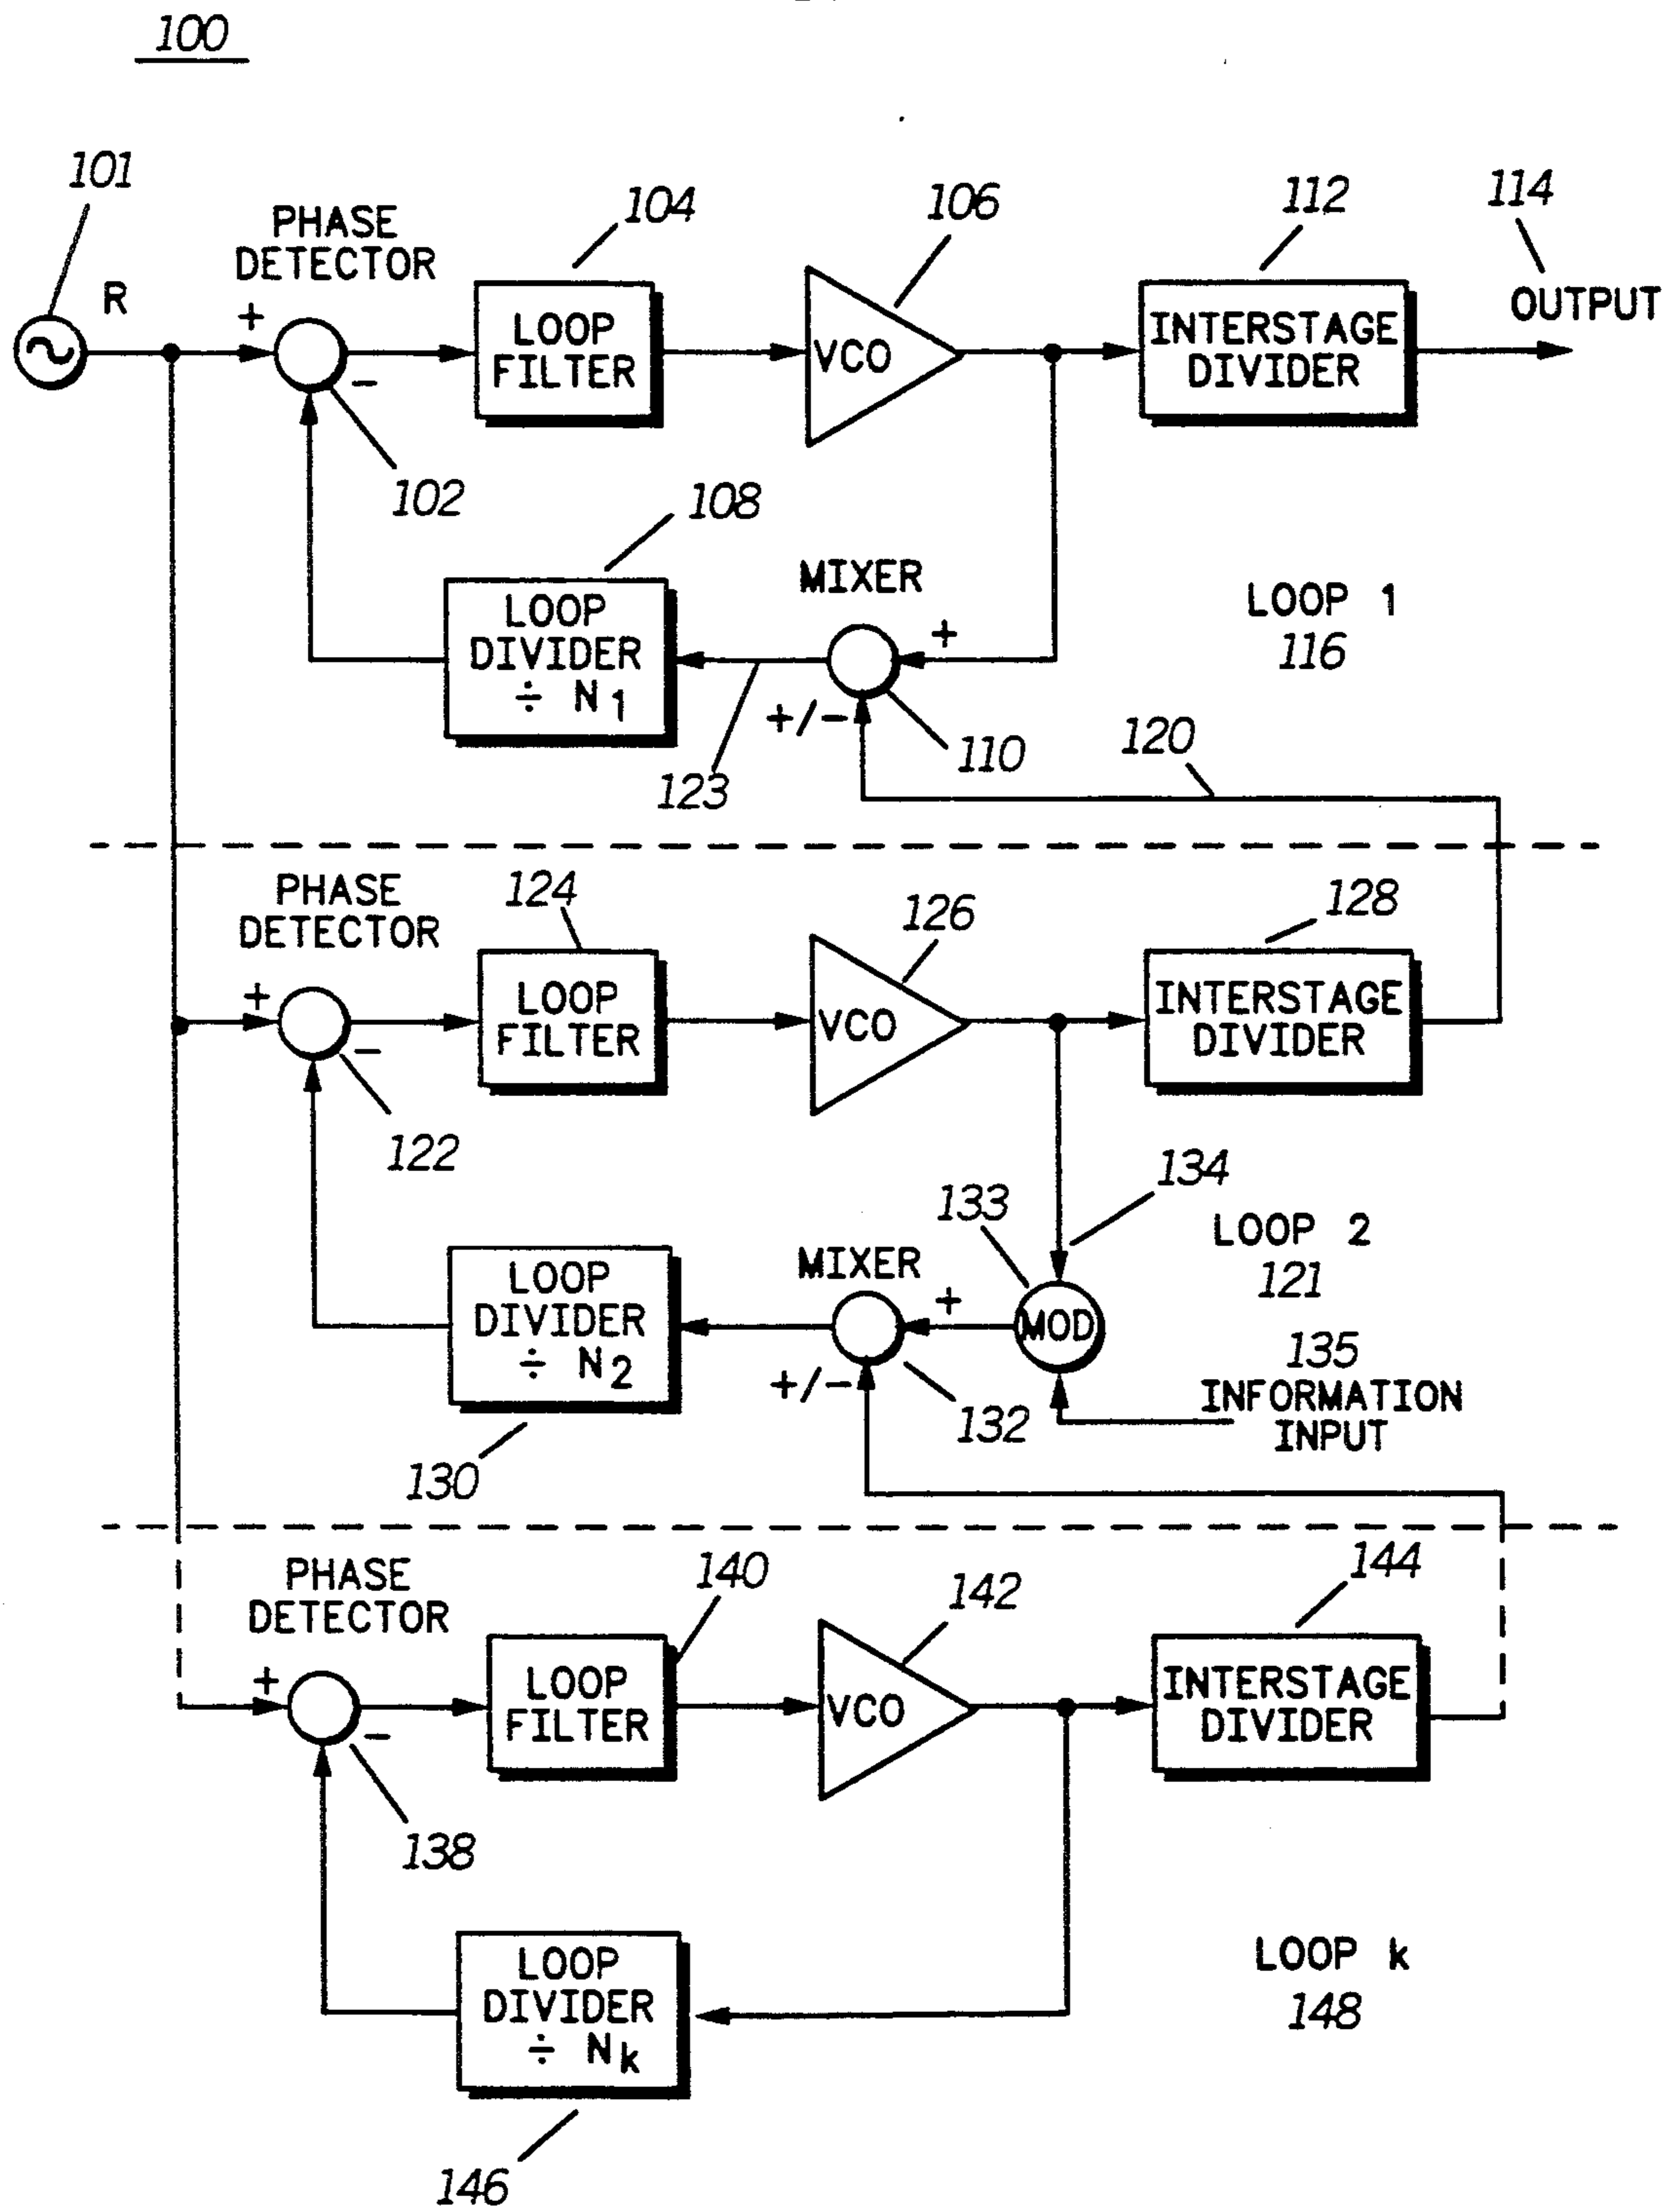 100
101
R
PHASE
DETECTOR
+
−
102
104
LOOP
FILTER
106
VCO
112
INTERSTAGE
DIVIDER
114
OUTPUT
108
LOOP
DIVIDER
÷ N1
123
MIXER
+
+/−
110
LOOP 1
116
120
PHASE
DETECTOR
+
−
122
124
LOOP
FILTER
126
VCO
128
INTERSTAGE
DIVIDER
134
133
MOD
LOOP 2
121
135
INFORMATION
INPUT
MIXER
+
+/−
132
LOOP
DIVIDER
÷ N2
130
PHASE
DETECTOR
+
−
138
140
LOOP
FILTER
142
VCO
144
INTERSTAGE
DIVIDER
LOOP
DIVIDER
÷ Nk
146
LOOP k
148